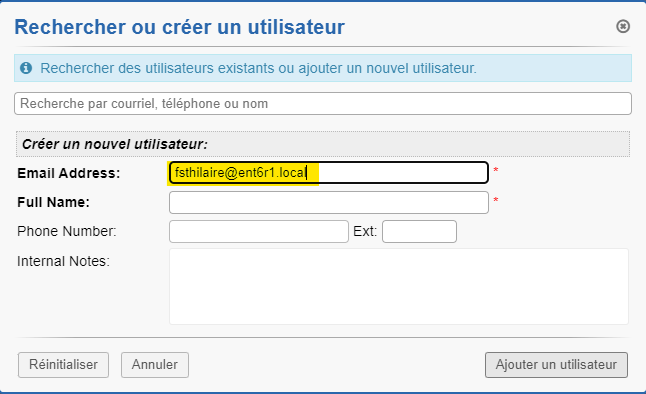 Rechercher ou créer un utilisateur
Rechercher des utilisateurs existants ou ajouter un nouvel utilisateur.
Recherche par courriel, téléphone ou nom
Créer un nouvel utilisateur:
Email Address: fsthilaire@ent6r1.local *
Full Name: *
Phone Number: Ext:
Internal Notes:
Réinitialiser Annuler Ajouter un utilisateur